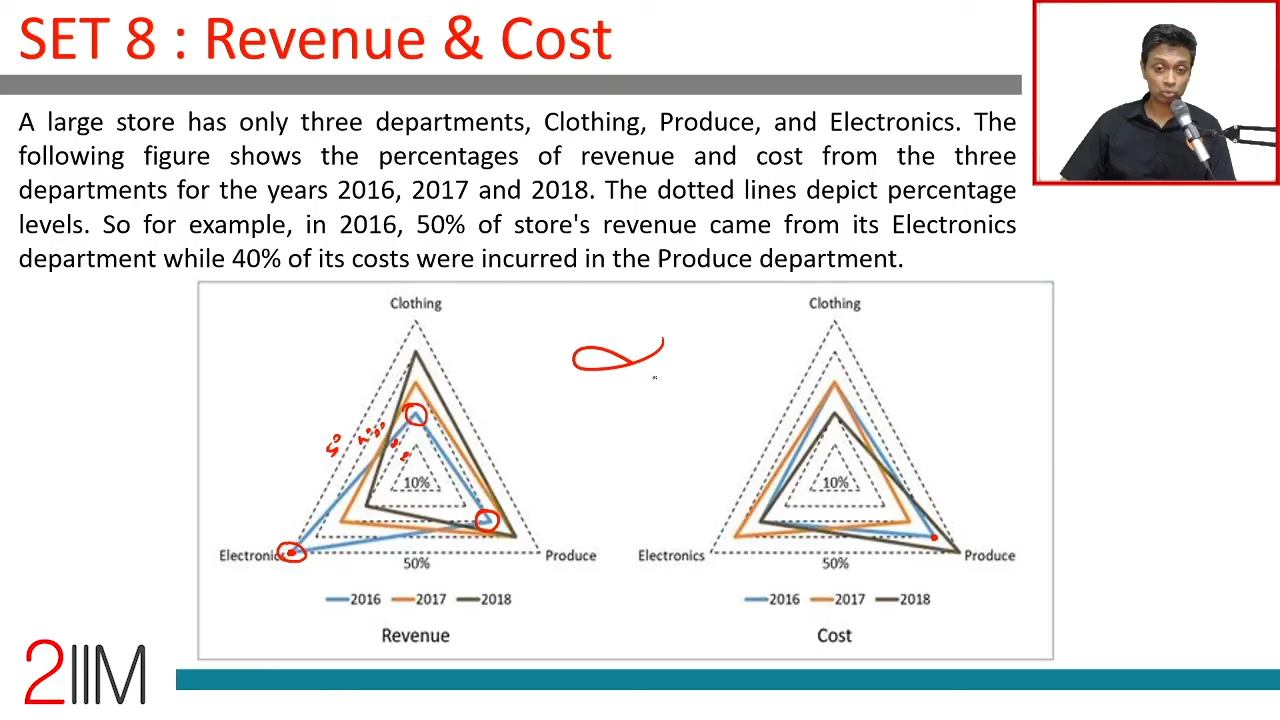 SET 8 : Revenue & Cost
A large store has only three departments, Clothing, Produce, and Electronics. The
following figure shows the percentages of revenue and cost from the three
departments for the years 2016, 2017 and 2018. The dotted lines depict percentage
levels. So for example, in 2016, 50% of store's revenue came from its Electronics
department while 40% of its costs were incurred in the Produce department.
Clothing
50
10%
Electronics
Produce
50%
2016 2017 2018
Revenue
Clothing
10%
Electronics
Produce
50%
2016 2017 2018
Cost
2IIM